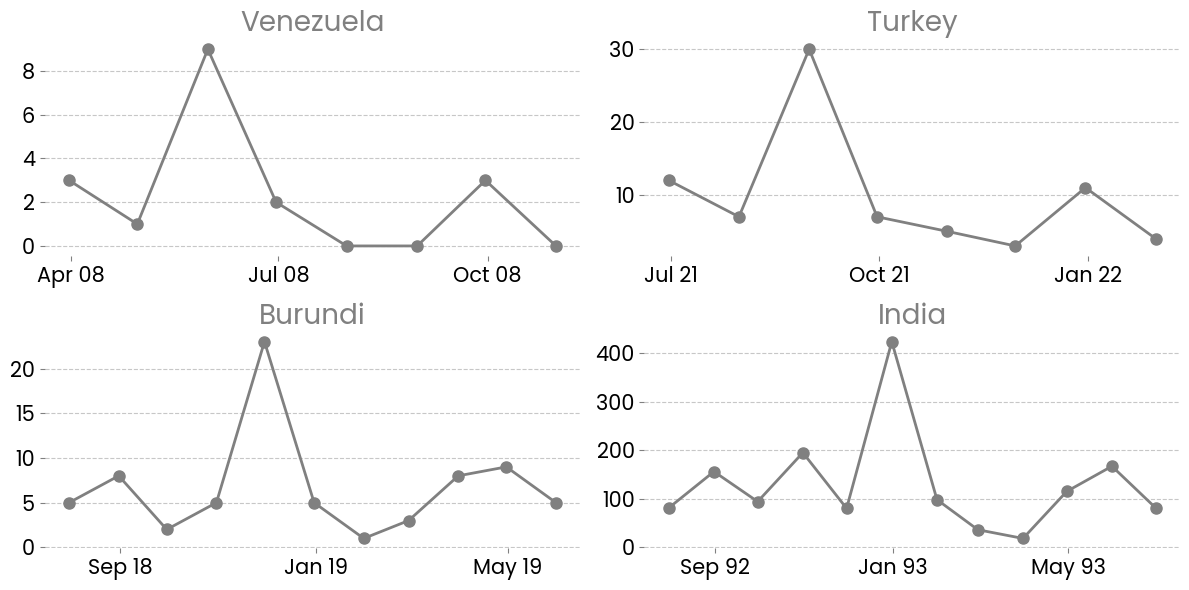 Venezuela
8
6
4
2
0
Apr 08 Jul 08 Oct 08
Turkey
30
20
10
Jul 21 Oct 21 Jan 22
Burundi
20
15
10
5
0
Sep 18 Jan 19 May 19
India
400
300
200
100
0
Sep 92 Jan 93 May 93